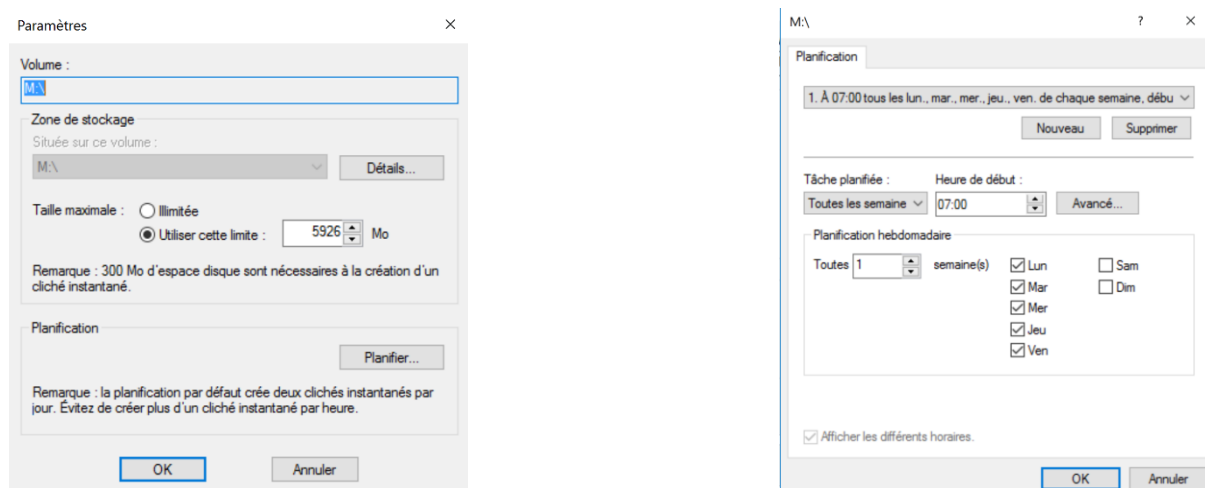 Paramètres
Volume :
M:\
Zone de stockage
Située sur ce volume :
M:\
Détails...
Taille maximale :
Illimitée
Utiliser cette limite :
5926
Mo
Remarque : 300 Mo d'espace disque sont nécessaires à la création d'un
cliché instantané.
Planification
Planifier...
Remarque : la planification par défaut crée deux clichés instantanés par
jour. Évitez de créer plus d'un cliché instantané par heure.
OK
Annuler
M:\
?
Planification
1. À 07:00 tous les lun., mar., mer., jeu., ven. de chaque semaine, débu
Nouveau
Supprimer
Tâche planifiée :
Heure de début :
Toutes les semaine
07:00
Avancé...
Planification hebdomadaire
Toutes
1
semaine(s)
Lun
Sam
Mar
Dim
Mer
Jeu
Ven
Afficher les différents horaires.
OK
Annuler